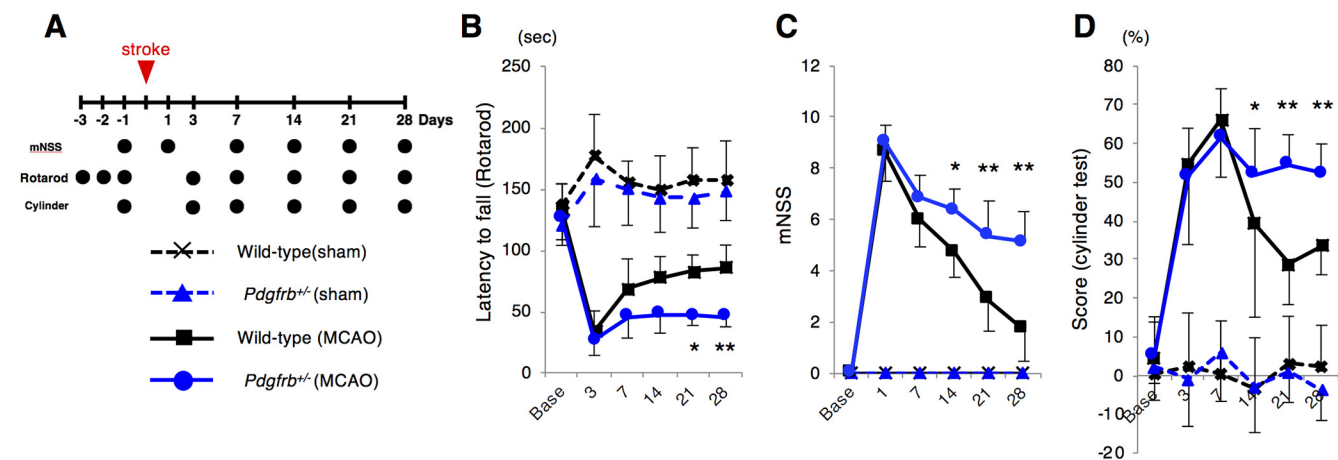 A
stroke
-3 -2 -1 1 3 7 14 21 28 Days
mNSS
Rotarod
Cylinder
Wild-type(sham)
Pdgfrb+/- (sham)
Wild-type (MCAO)
Pdgfrb+/- (MCAO)
B
(sec)
Latency to fall (Rotarod)
250
200
150
100
50
0
* **
Base 3 7 14 21 28
C
mNSS
12
10
8
6
4
2
0
* ** **
Base 1 7 14 21 28
D
(%)
Score (cylinder test)
80
70
60
50
40
30
20
10
0
-10
-20
* ** **
Base 3 7 14 21 28